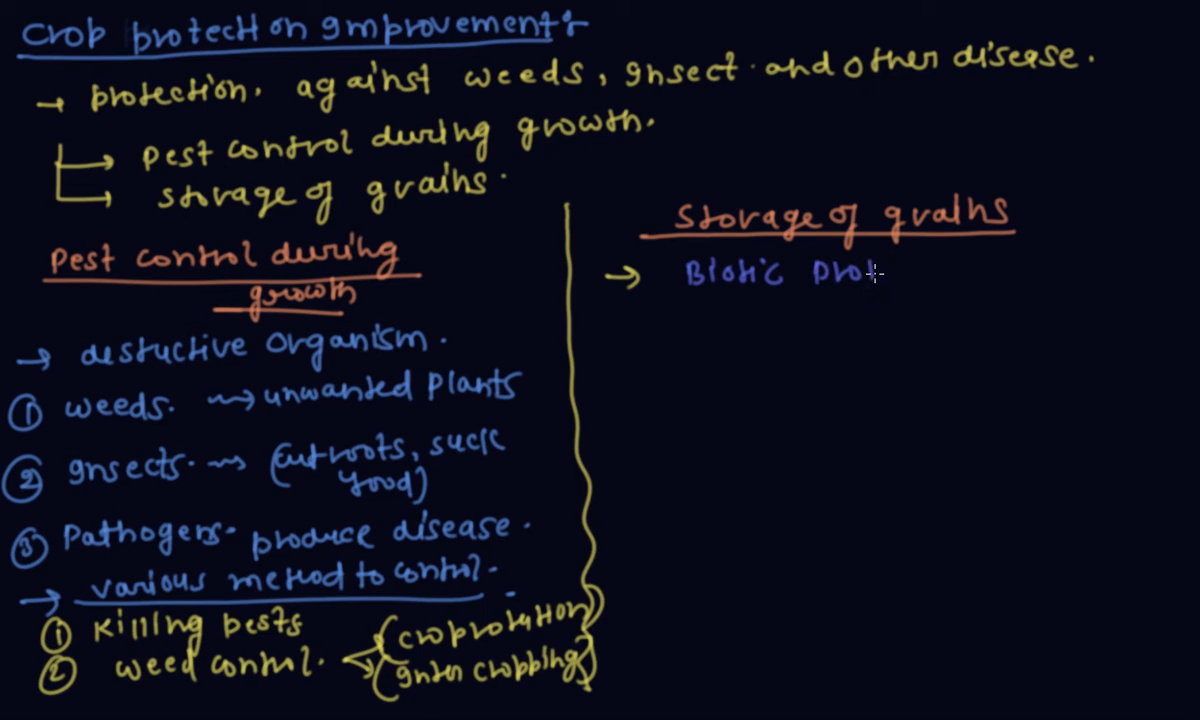 Crop protection improvement:
→ protection. against weeds, insect and other disease.
→ Pest control during growth.
→ storage of grains.
Pest control during growth
→ destuctive organism.
① weeds. → unwanted plants
② insects. → (cut roots, suck food)
③ Pathogens. produce disease.
→ various method to control.
① Killing pests
② weed control. (crop rotation)
(inter cropping)
Storage of grains
→ Biotic prot